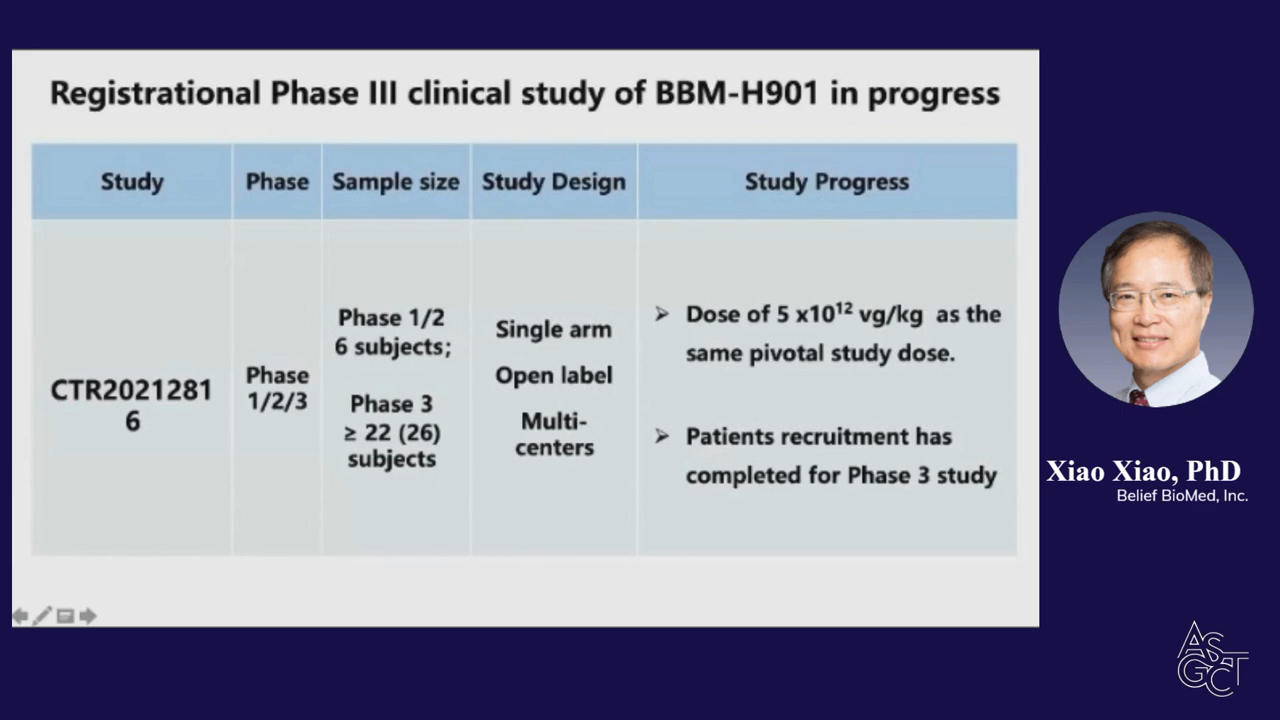 Registrational Phase III clinical study of BBM-H901 in progress
Study
Phase
Sample size
Study Design
Study Progress
CTR2021281
6
Phase
1/2/3
Phase 1/2
6 subjects;
Phase 3
≥ 22 (26)
subjects
Single arm
Open label
Multi-
centers
➢ Dose of 5 x10¹² vg/kg as the
same pivotal study dose.
➢ Patients recruitment has
completed for Phase 3 study
Xiao Xiao, PhD
Belief BioMed, Inc.
ASGCT